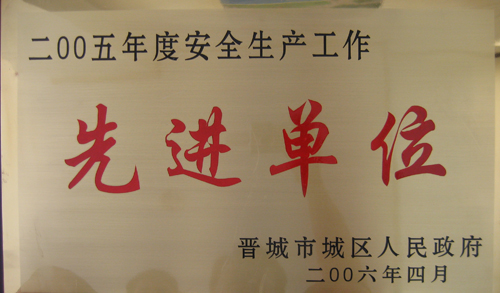 二00五年度安全生产工作
先进单位
晋城市城区人民政府
二00六年四月